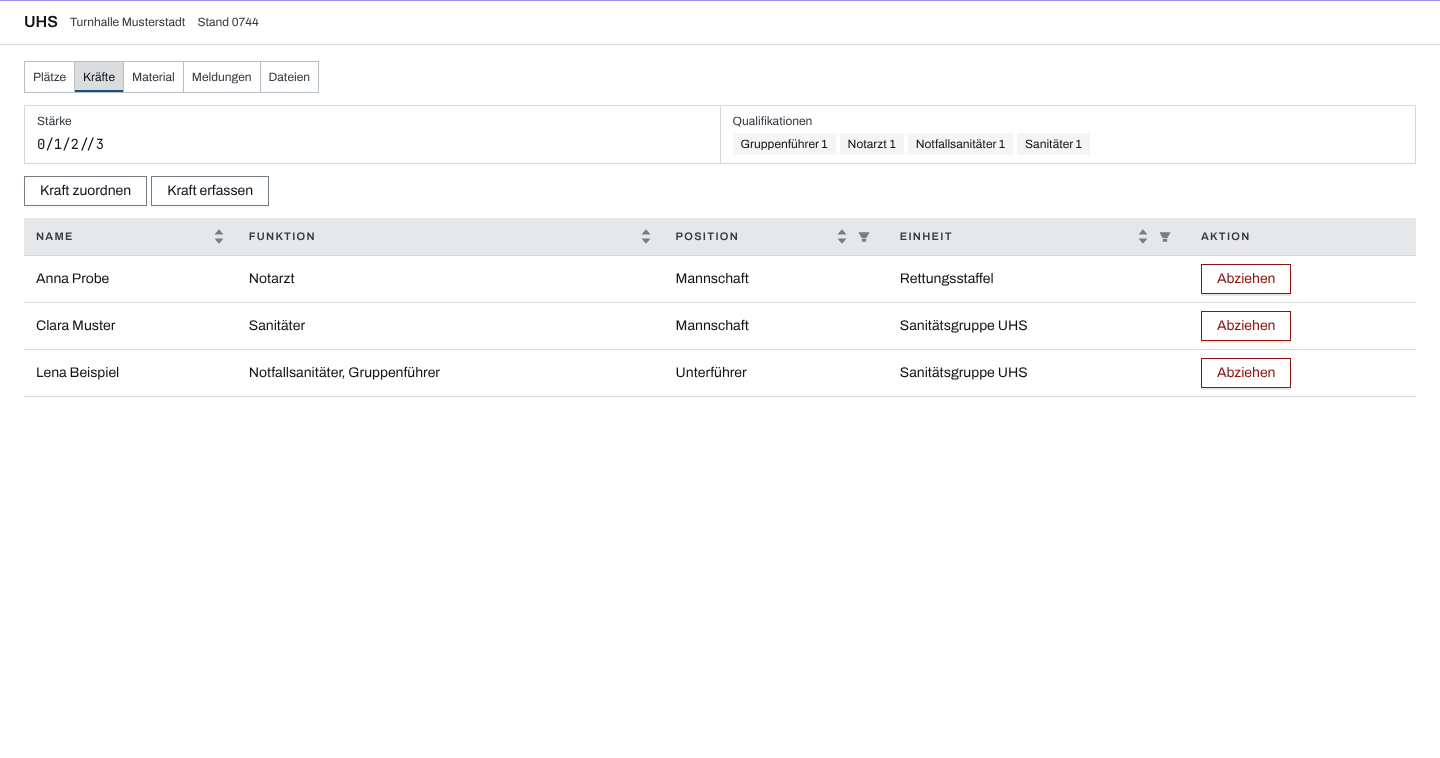 UHS Turnhalle Musterstadt Stand 0744
Plätze Kräfte Material Meldungen Dateien
Stärke
0/1/2//3
Qualifikationen
Gruppenführer 1 Notarzt 1 Notfallsanitäter 1 Sanitäter 1
Kraft zuordnen Kraft erfassen
NAME FUNKTION POSITION EINHEIT AKTION
Anna Probe Notarzt Mannschaft Rettungsstaffel Abziehen
Clara Muster Sanitäter Mannschaft Sanitätsgruppe UHS Abziehen
Lena Beispiel Notfallsanitäter, Gruppenführer Unterführer Sanitätsgruppe UHS Abziehen